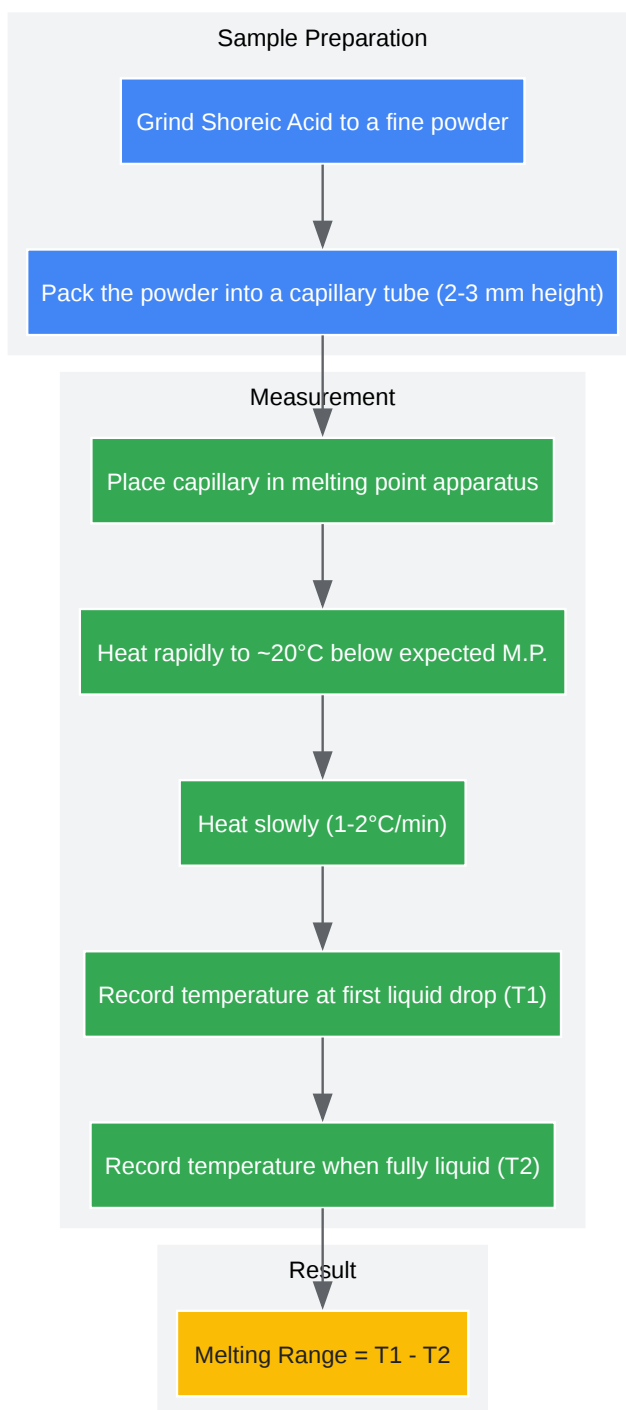 Sample Preparation
Grind Shoreic Acid to a fine powder
Pack the powder into a capillary tube (2-3 mm height)
Measurement
Place capillary in melting point apparatus
Heat rapidly to ~20°C below expected M.P.
Heat slowly (1-2°C/min)
Record temperature at first liquid drop (T1)
Record temperature when fully liquid (T2)
Result
Melting Range = T1 - T2